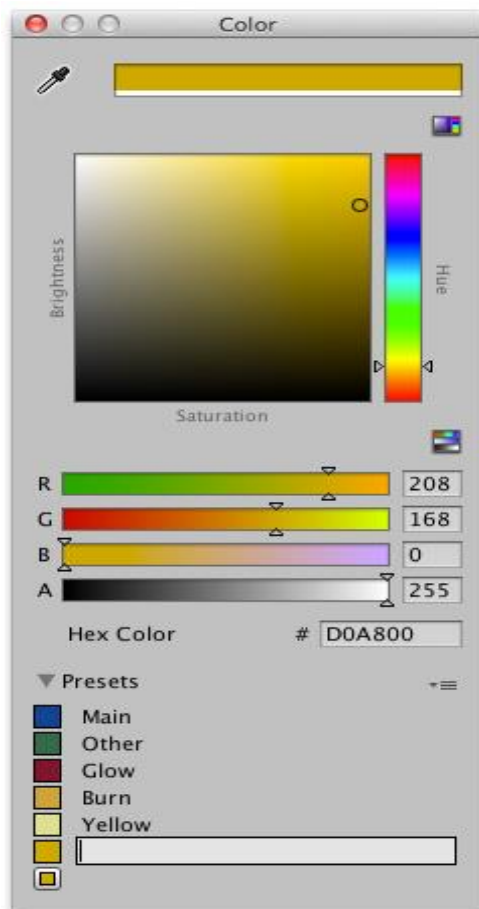 Color
Brightness
Hue
Saturation
R 208
G 168
B 0
A 255
Hex Color # D0A800
Presets
Main
Other
Glow
Burn
Yellow